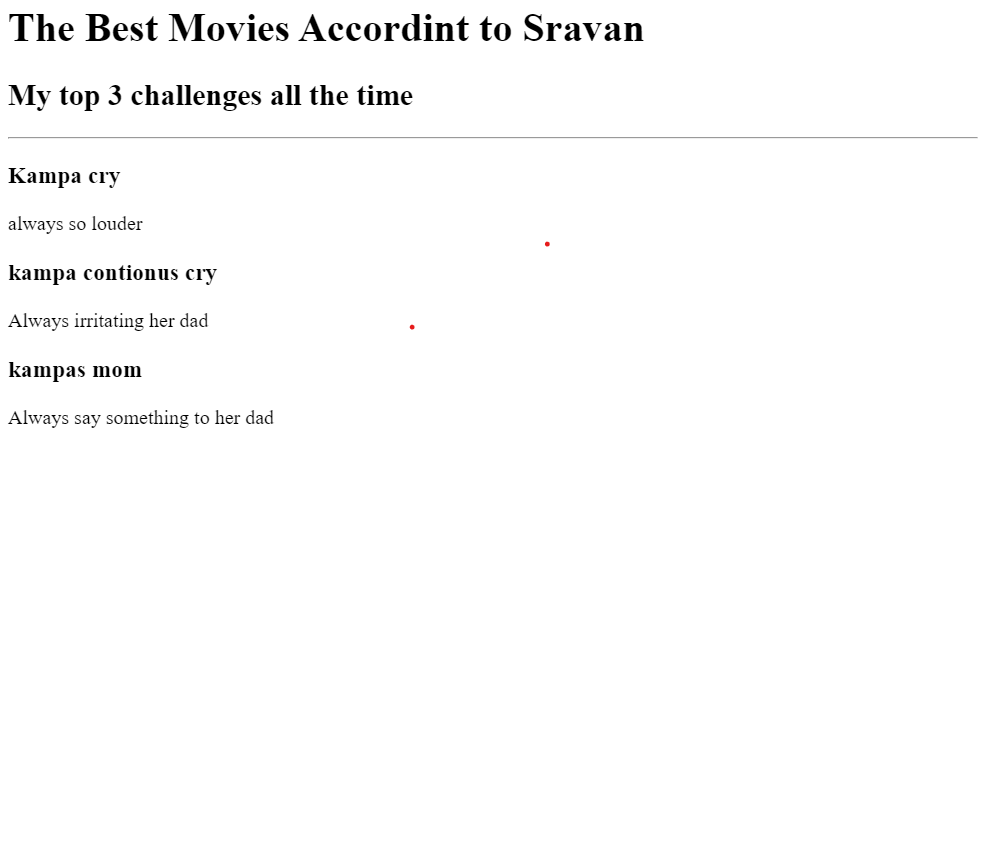 The Best Movies Accordint to Sravan
My top 3 challenges all the time
Kampa cry
always so louder
kampa contionus cry
Always irritating her dad
kampas mom
Always say something to her dad